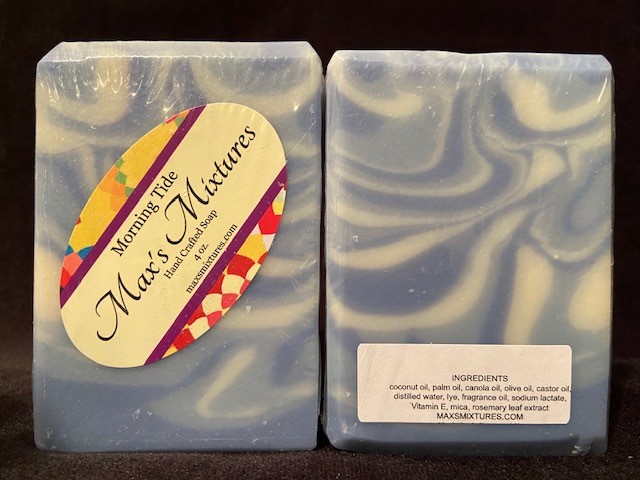 Morning Tide
Max's Mixtures
Hand Crafted Soap
4 oz.
maxsmixtures.com
INGREDIENTS
coconut oil, palm oil, canola oil, olive oil, castor oil,
distilled water, lye, fragrance oil, sodium lactate,
Vitamin E, mica, rosemary leaf extract
MAXSMIXTURES.COM